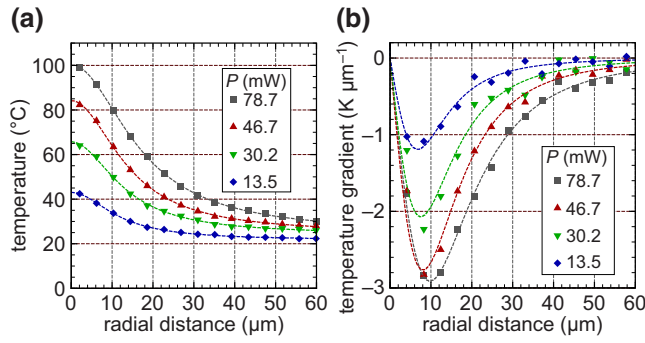 (a)
temperature (°C)
100
80
60
40
20
0
0 10 20 30 40 50 60
radial distance (μm)
P (mW)
78.7
46.7
30.2
13.5
(b)
temperature gradient (K μm⁻¹)
0
−1
−2
−3
0 10 20 30 40 50 60
radial distance (μm)
P (mW)
78.7
46.7
30.2
13.5